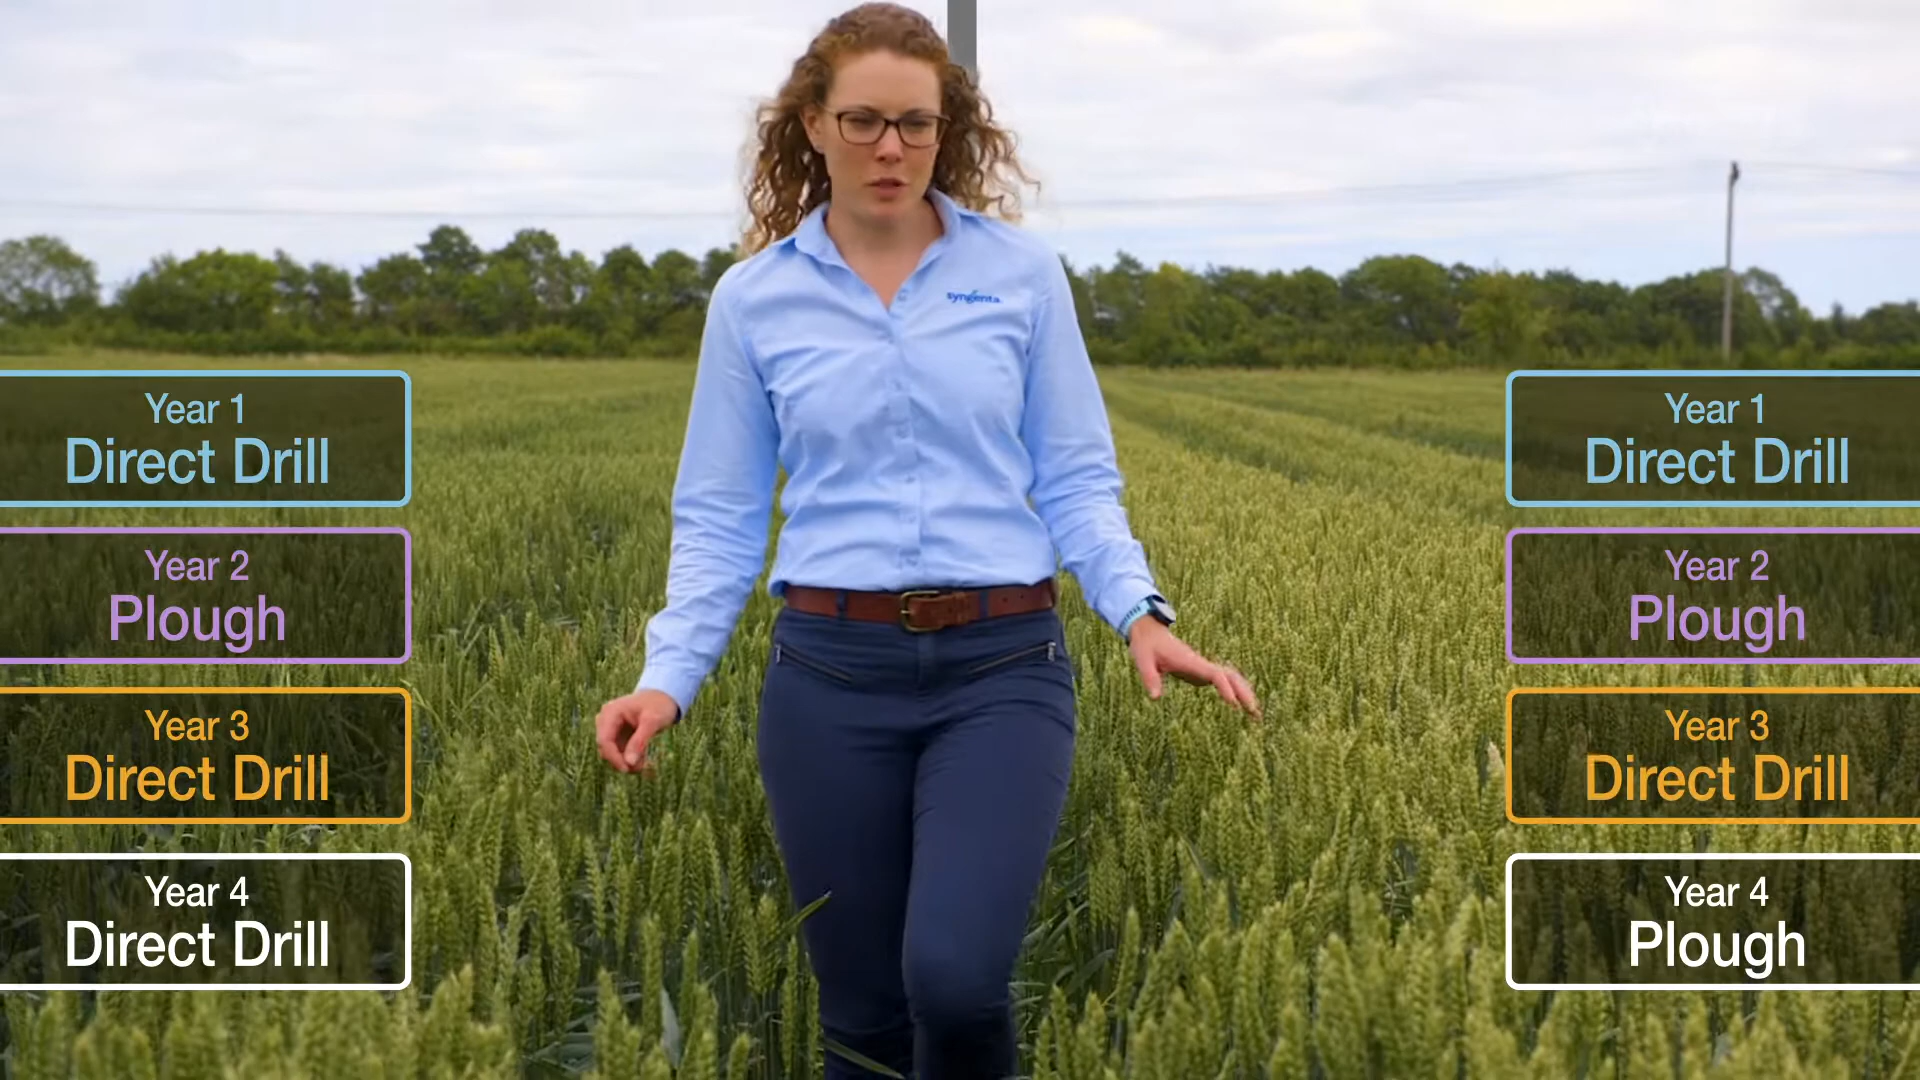 syngenta.
Year 1
Direct Drill
Year 2
Plough
Year 3
Direct Drill
Year 4
Direct Drill
Year 1
Direct Drill
Year 2
Plough
Year 3
Direct Drill
Year 4
Plough